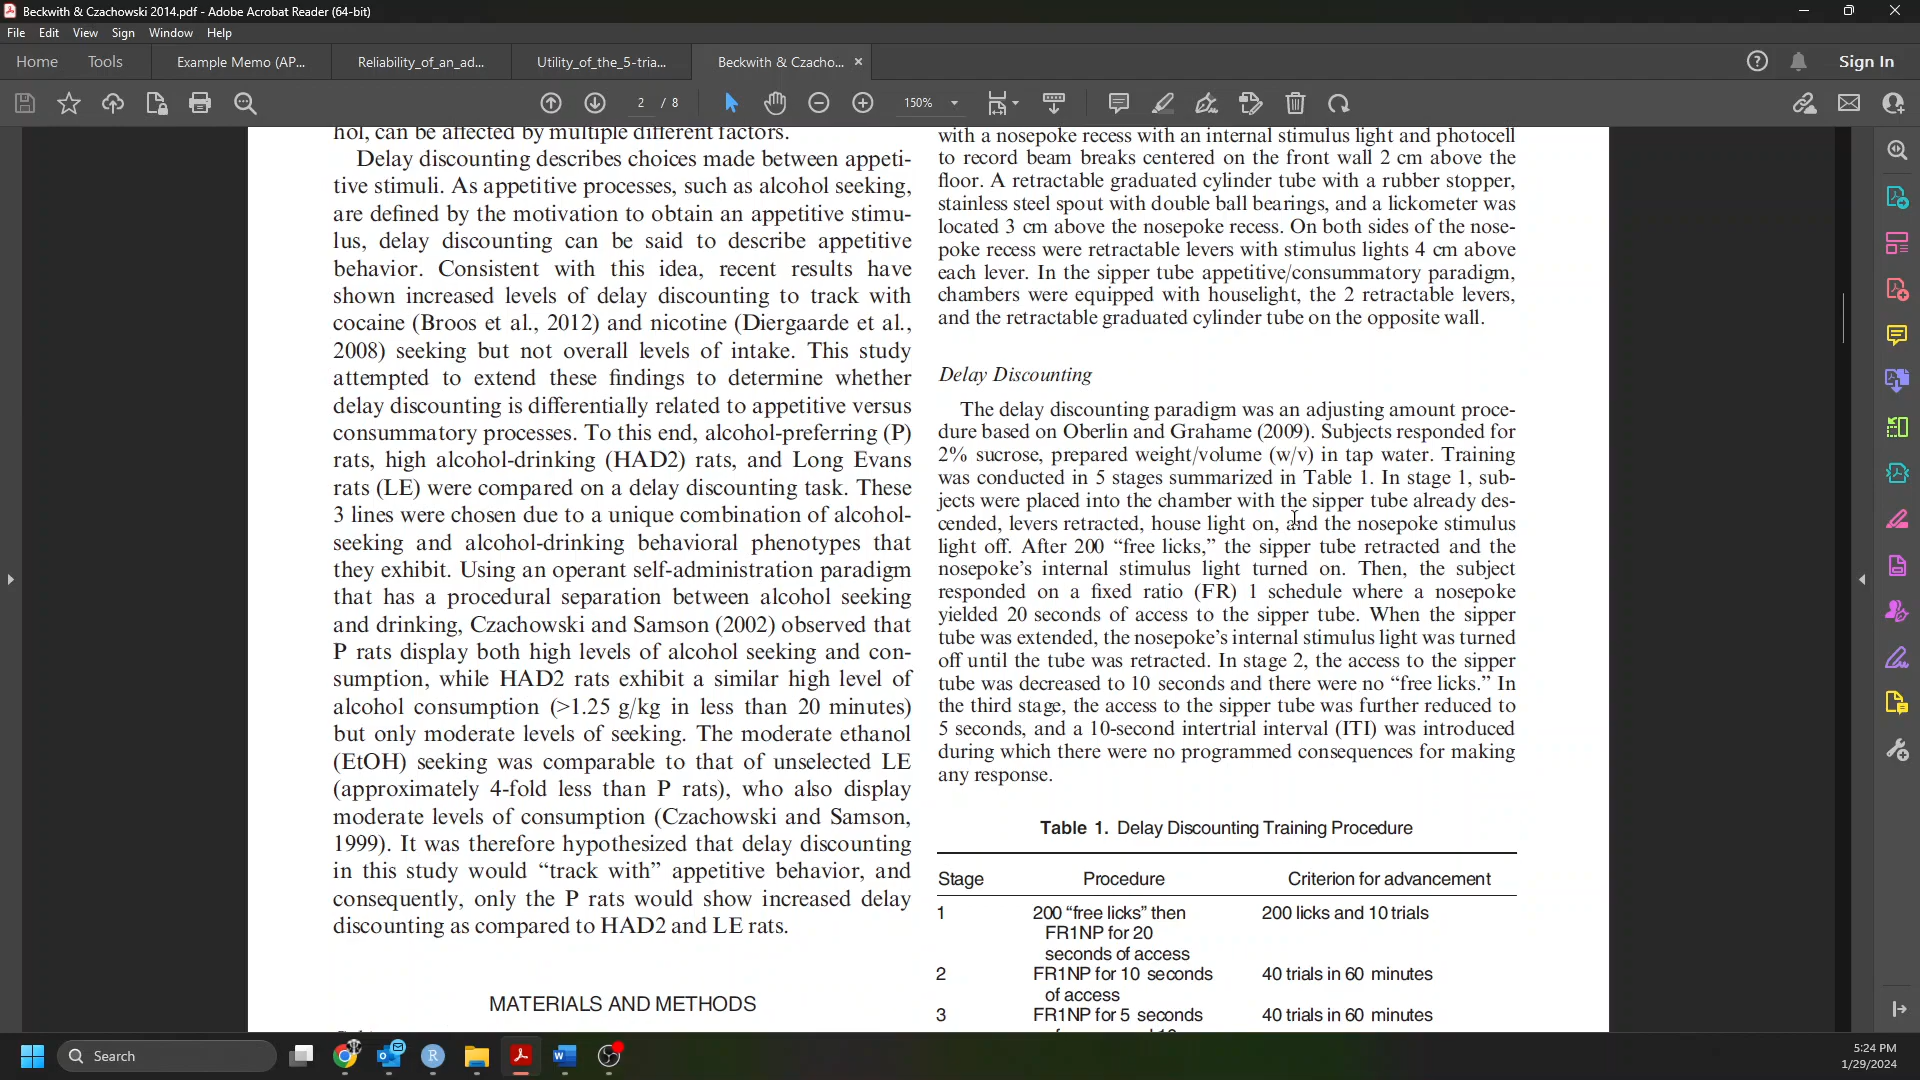 Beckwith & Czachowski 2014.pdf - Adobe Acrobat Reader (64-bit)
File Edit View Sign Window Help
Home Tools Example Memo (AP... Reliability_of_an_ad... Utility_of_the_5-tria... Beckwith & Czacho... Sign In
2 / 8 150%
hol, can be affected by multiple different factors.
Delay discounting describes choices made between appeti-
tive stimuli. As appetitive processes, such as alcohol seeking,
are defined by the motivation to obtain an appetitive stimu-
lus, delay discounting can be said to describe appetitive
behavior. Consistent with this idea, recent results have
shown increased levels of delay discounting to track with
cocaine (Broos et al., 2012) and nicotine (Diergaarde et al.,
2008) seeking but not overall levels of intake. This study
attempted to extend these findings to determine whether
delay discounting is differentially related to appetitive versus
consummatory processes. To this end, alcohol-preferring (P)
rats, high alcohol-drinking (HAD2) rats, and Long Evans
rats (LE) were compared on a delay discounting task. These
3 lines were chosen due to a unique combination of alcohol-
seeking and alcohol-drinking behavioral phenotypes that
they exhibit. Using an operant self-administration paradigm
that has a procedural separation between alcohol seeking
and drinking, Czachowski and Samson (2002) observed that
P rats display both high levels of alcohol seeking and con-
sumption, while HAD2 rats exhibit a similar high level of
alcohol consumption (>1.25 g/kg in less than 20 minutes)
but only moderate levels of seeking. The moderate ethanol
(EtOH) seeking was comparable to that of unselected LE
(approximately 4-fold less than P rats), who also display
moderate levels of consumption (Czachowski and Samson,
1999). It was therefore hypothesized that delay discounting
in this study would “track with” appetitive behavior, and
consequently, only the P rats would show increased delay
discounting as compared to HAD2 and LE rats.
MATERIALS AND METHODS
with a nosepoke recess with an internal stimulus light and photocell
to record beam breaks centered on the front wall 2 cm above the
floor. A retractable graduated cylinder tube with a rubber stopper,
stainless steel spout with double ball bearings, and a lickometer was
located 3 cm above the nosepoke recess. On both sides of the nose-
poke recess were retractable levers with stimulus lights 4 cm above
each lever. In the sipper tube appetitive/consummatory paradigm,
chambers were equipped with houselight, the 2 retractable levers,
and the retractable graduated cylinder tube on the opposite wall.
Delay Discounting
The delay discounting paradigm was an adjusting amount proce-
dure based on Oberlin and Grahame (2009). Subjects responded for
2% sucrose, prepared weight/volume (w/v) in tap water. Training
was conducted in 5 stages summarized in Table 1. In stage 1, sub-
jects were placed into the chamber with the sipper tube already des-
cended, levers retracted, house light on, and the nosepoke stimulus
light off. After 200 “free licks,” the sipper tube retracted and the
nosepoke’s internal stimulus light turned on. Then, the subject
responded on a fixed ratio (FR) 1 schedule where a nosepoke
yielded 20 seconds of access to the sipper tube. When the sipper
tube was extended, the nosepoke’s internal stimulus light was turned
off until the tube was retracted. In stage 2, the access to the sipper
tube was decreased to 10 seconds and there were no “free licks.” In
the third stage, the access to the sipper tube was further reduced to
5 seconds, and a 10-second intertrial interval (ITI) was introduced
during which there were no programmed consequences for making
any response.
Table 1. Delay Discounting Training Procedure
Stage Procedure Criterion for advancement
1 200 “free licks” then 200 licks and 10 trials
FR1NP for 20
seconds of access
2 FR1NP for 10 seconds 40 trials in 60 minutes
of access
3 FR1NP for 5 seconds 40 trials in 60 minutes
Search
5:24 PM
1/29/2024